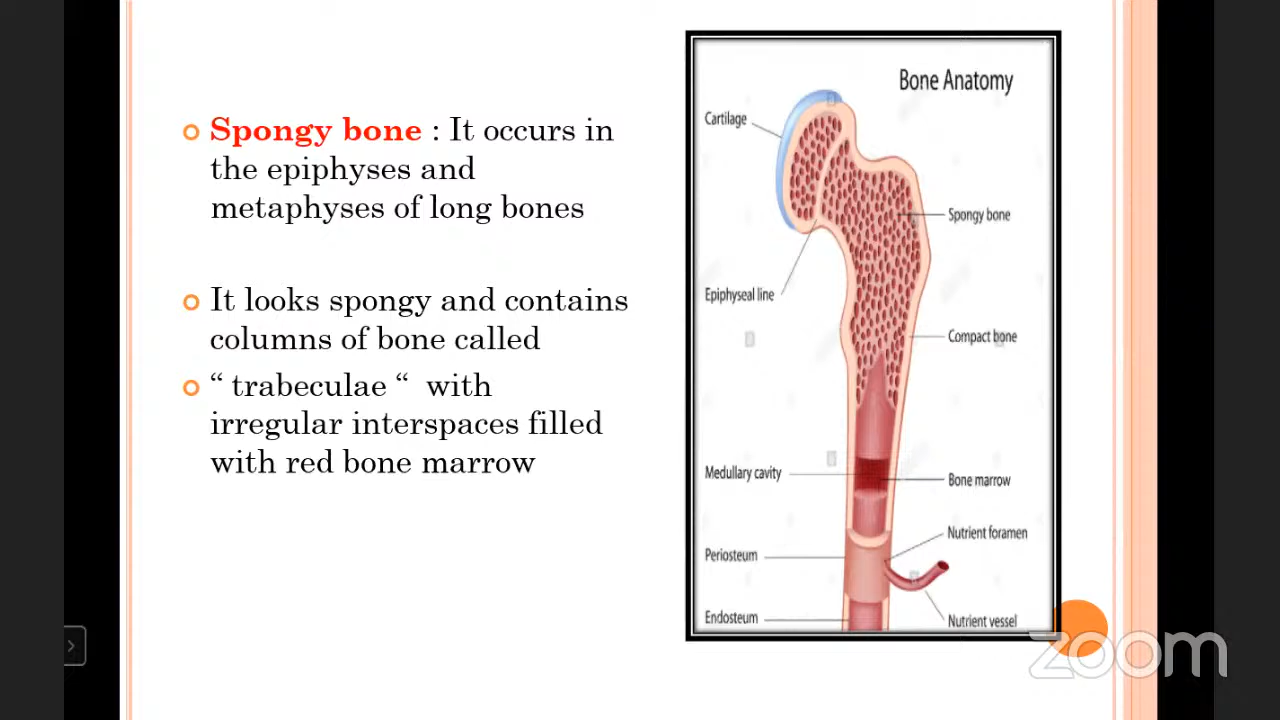 Spongy bone : It occurs in
the epiphyses and
metaphyses of long bones
It looks spongy and contains
columns of bone called
“ trabeculae “ with
irregular interspaces filled
with red bone marrow
Bone Anatomy
Cartilage
Spongy bone
Epiphyseal line
Compact bone
Medullary cavity
Bone marrow
Nutrient foramen
Periosteum
Endosteum
Nutrient vessel
zoom